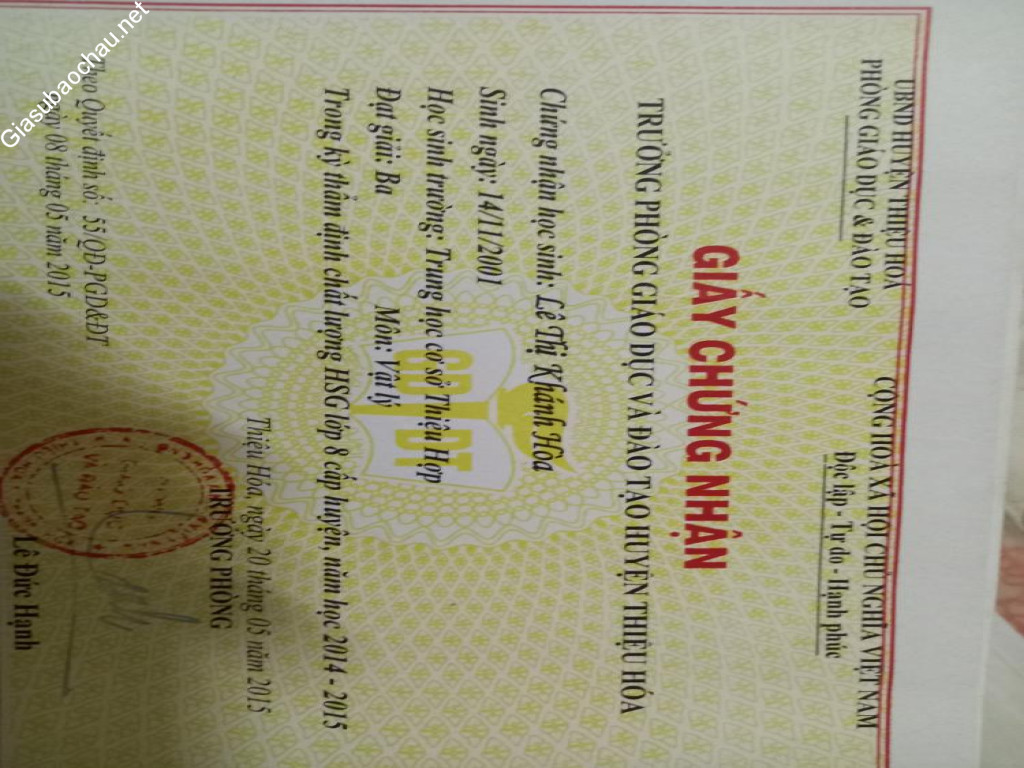 UBND HUYỆN THIỆU HOÁ
PHÒNG GIÁO DỤC & ĐÀO TẠO
CỘNG HOÀ XÃ HỘI CHỦ NGHĨA VIỆT NAM
Độc lập - Tự do - Hạnh phúc
GIẤY CHỨNG NHẬN
TRƯỞNG PHÒNG GIÁO DỤC VÀ ĐÀO TẠO HUYỆN THIỆU HÓA
Chứng nhận học sinh: Lê Thị Khánh Hòa
Sinh ngày: 14/11/2001
Học sinh trường: Trung học cơ sở Thiệu Hợp
Đạt giải: Ba Môn: Vật lý
Trong kỳ thẩm định chất lượng HSG lớp 8 cấp huyện, năm học 2014 - 2015
GD ĐT
Thiệu Hóa, ngày 20 tháng 05 năm 2015
TRƯỞNG PHÒNG
Lê Đức Hạnh
Theo Quyết định số: 55 /QĐ-PGD&ĐT
ngày 08 tháng 05 năm 2015
Giasubaochau.net